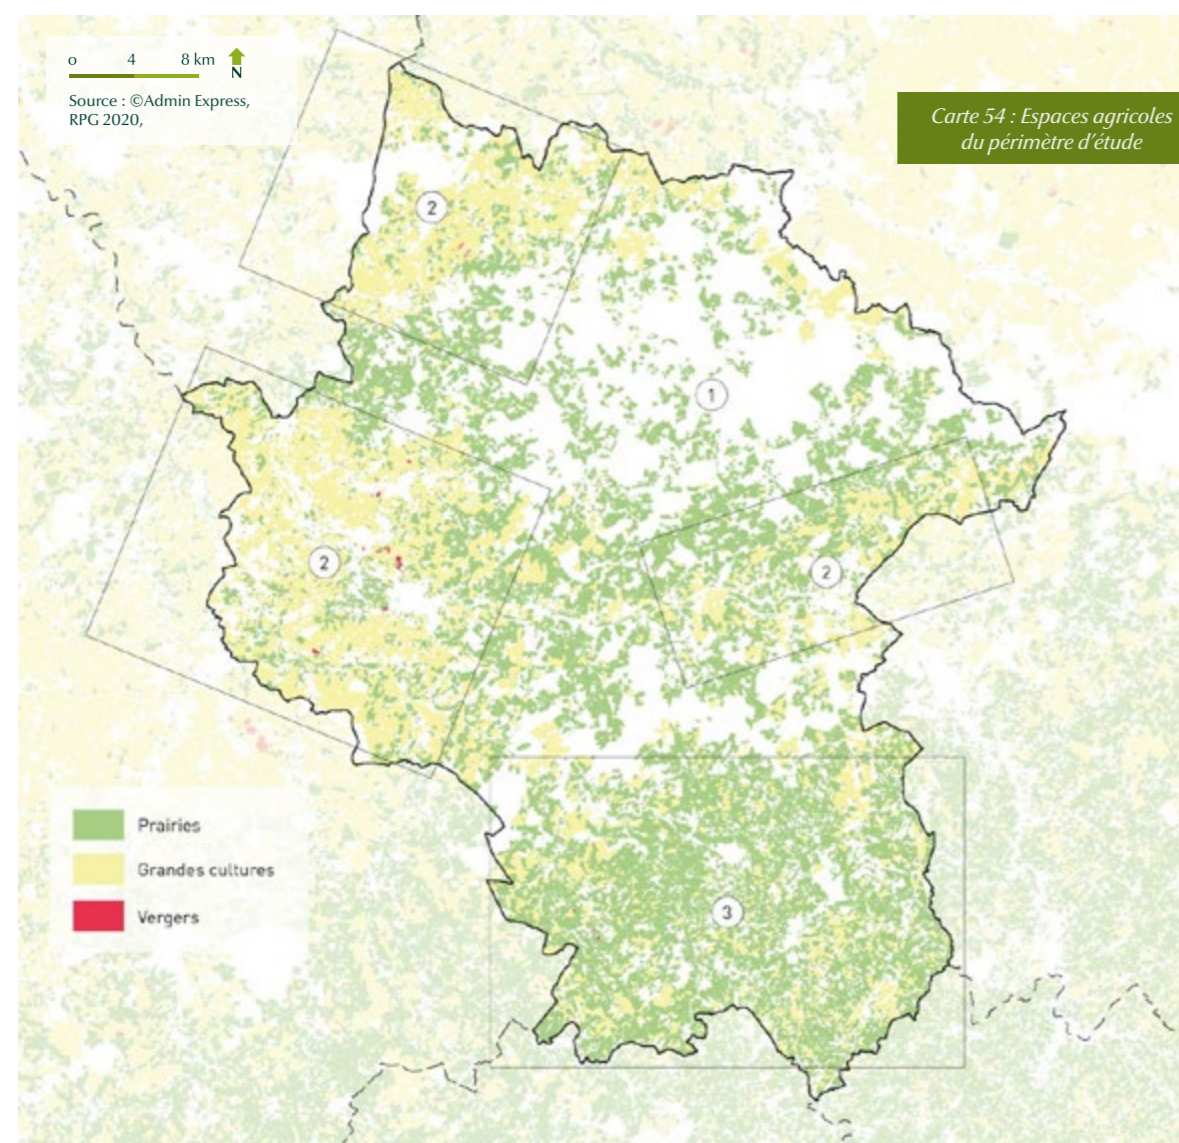 o 4 8 km
N
Source : ©Admin Express,
RPG 2020,
Carte 54 : Espaces agricoles
du périmètre d'étude
2
1
2
2
3
Prairies
Grandes cultures
Vergers